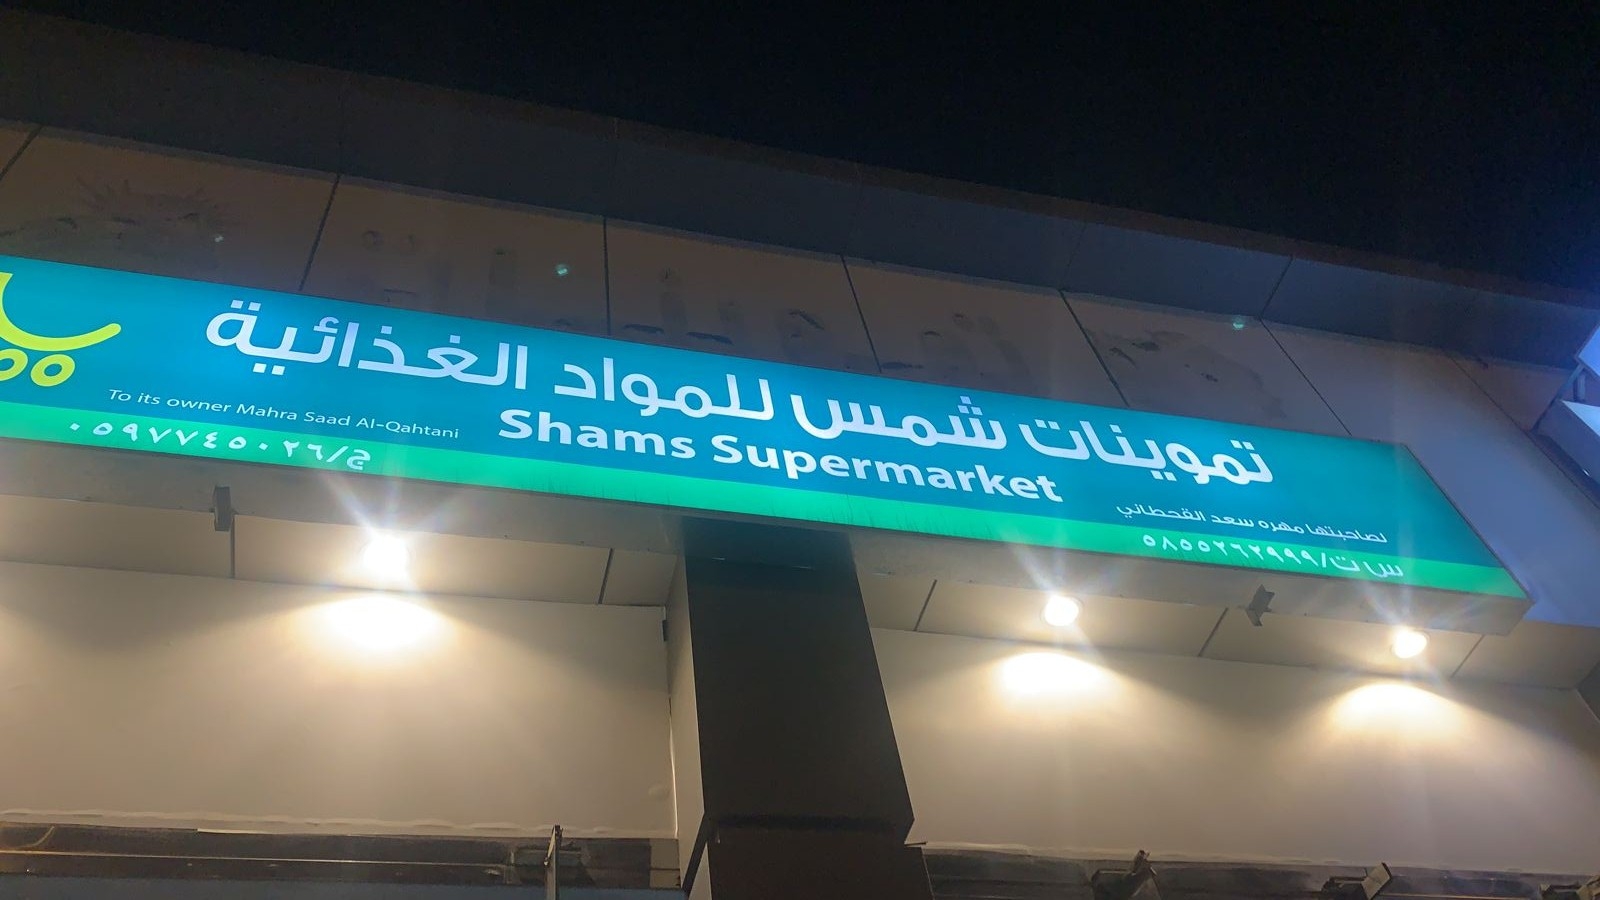 تموينات شمس للمواد الغذائية
Shams Supermarket
To its owner Mahra Saad Al-Qahtani
لصاحبتها مهره سعد القحطاني
ج/٠٥٩٧٧٤٥٠٢٦
س ت/٥٨٥٥٢٦٢٩٩٩